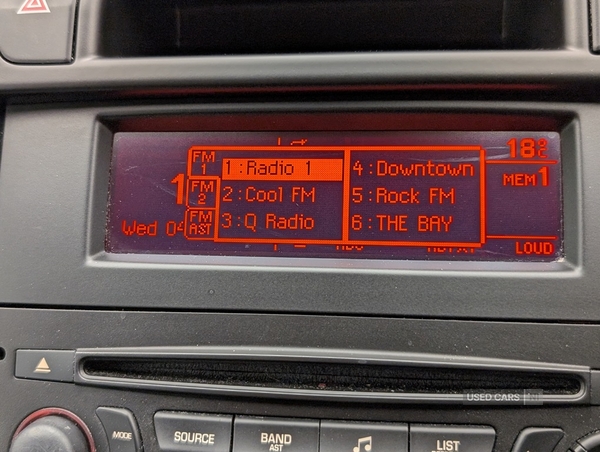 FM 1 1:Radio 1 4:Downtown 18
FM 2 2:Cool FM 5:Rock FM MEM1
FM AST 3:Q Radio 6:THE BAY
1
Wed 04
LOUD
USED CARS NI
MODE SOURCE BAND AST LIST